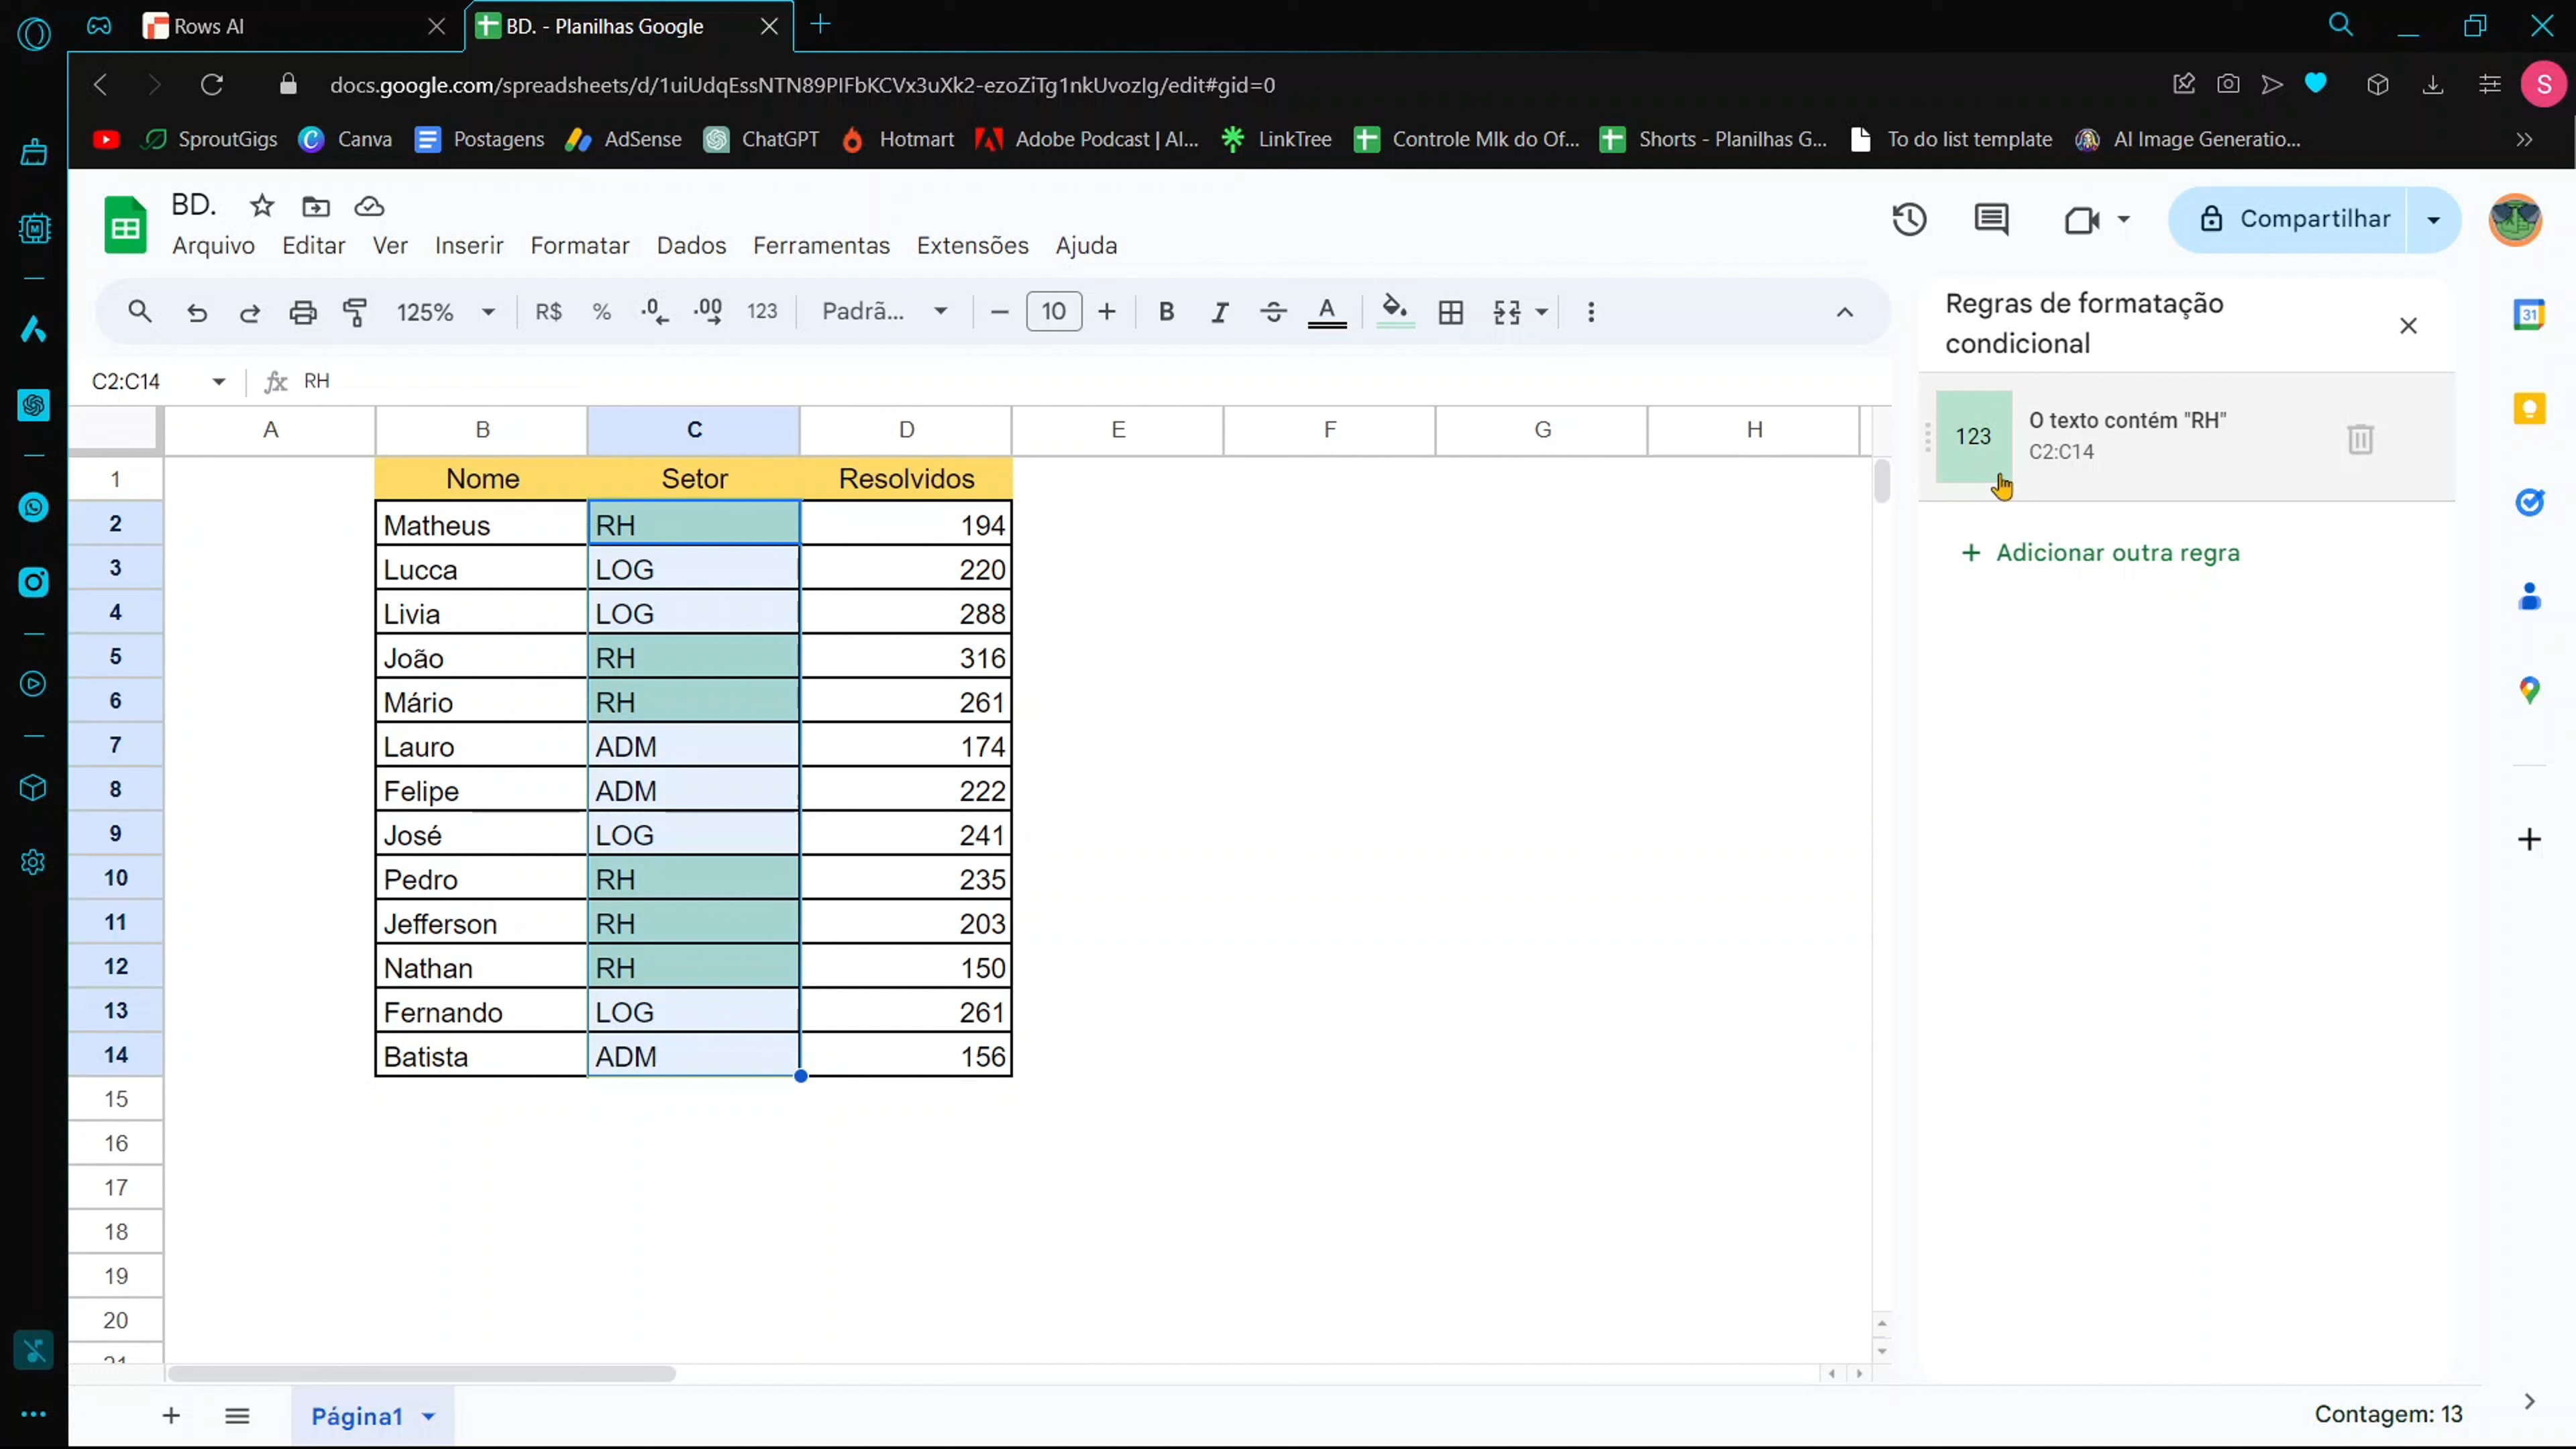 Rows AI
BD. - Planilhas Google
docs.google.com/spreadsheets/d/1uiUdqEssNTN89PIFbKCVx3uXk2-ezoZiTg1nkUvozIg/edit#gid=0
S
SproutGigs
Canva
Postagens
AdSense
ChatGPT
Hotmart
Adobe Podcast | AI...
LinkTree
Controle Mlk do Of...
Shorts - Planilhas G...
To do list template
AI Image Generatio...
BD.
Arquivo Editar Ver Inserir Formatar Dados Ferramentas Extensões Ajuda
Compartilhar
125% R$ % .0 .00 123 Padrã... 10 B I A
Regras de formatação
condicional
31
C2:C14 fx RH
123
O texto contém "RH"
C2:C14
Adicionar outra regra
A B C D E F G H
1 Nome Setor Resolvidos
2 Matheus RH 194
3 Lucca LOG 220
4 Livia LOG 288
5 João RH 316
6 Mário RH 261
7 Lauro ADM 174
8 Felipe ADM 222
9 José LOG 241
10 Pedro RH 235
11 Jefferson RH 203
12 Nathan RH 150
13 Fernando LOG 261
14 Batista ADM 156
15
16
17
18
19
20
21
Página1
Contagem: 13